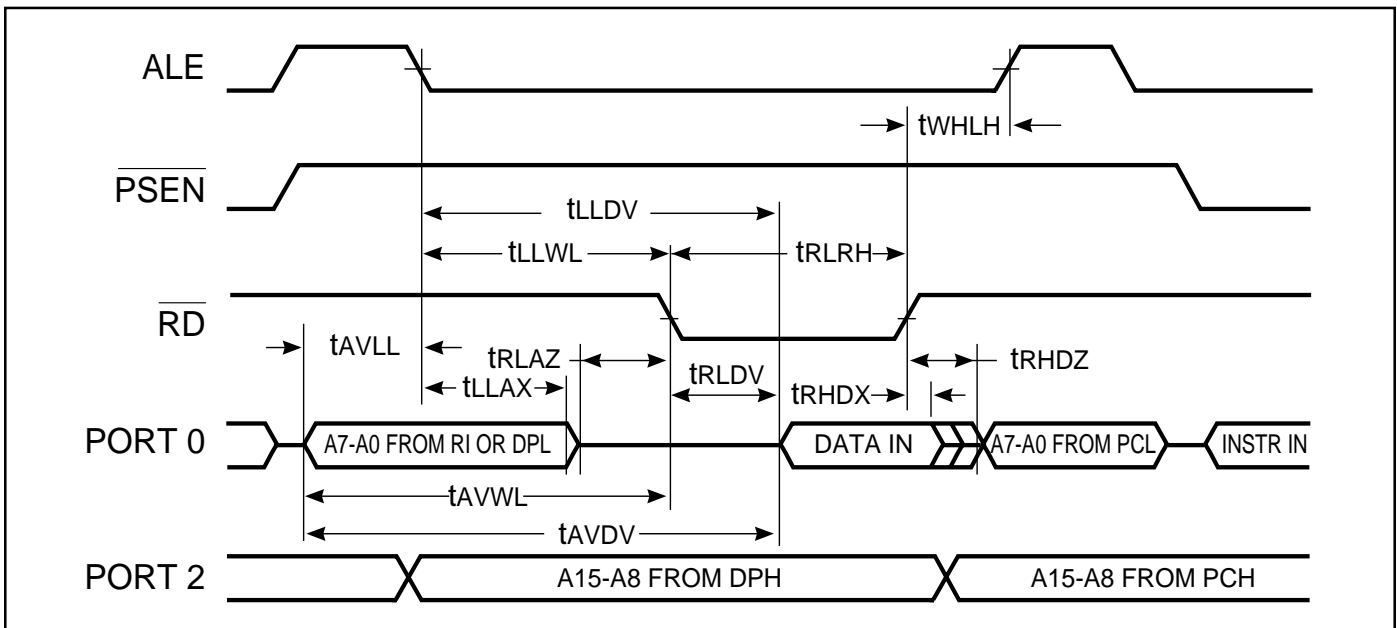 ALE
tWHLH
PSEN
tLLDV
tLLWL
tRLRH
RD
tAVLL
tRLAZ
tRLDV
tRHDZ
tLLAX
tRHDX
PORT 0
A7-A0 FROM RI OR DPL
DATA IN
A7-A0 FROM PCL
INSTR IN
tAVWL
tAVDV
PORT 2
A15-A8 FROM DPH
A15-A8 FROM PCH